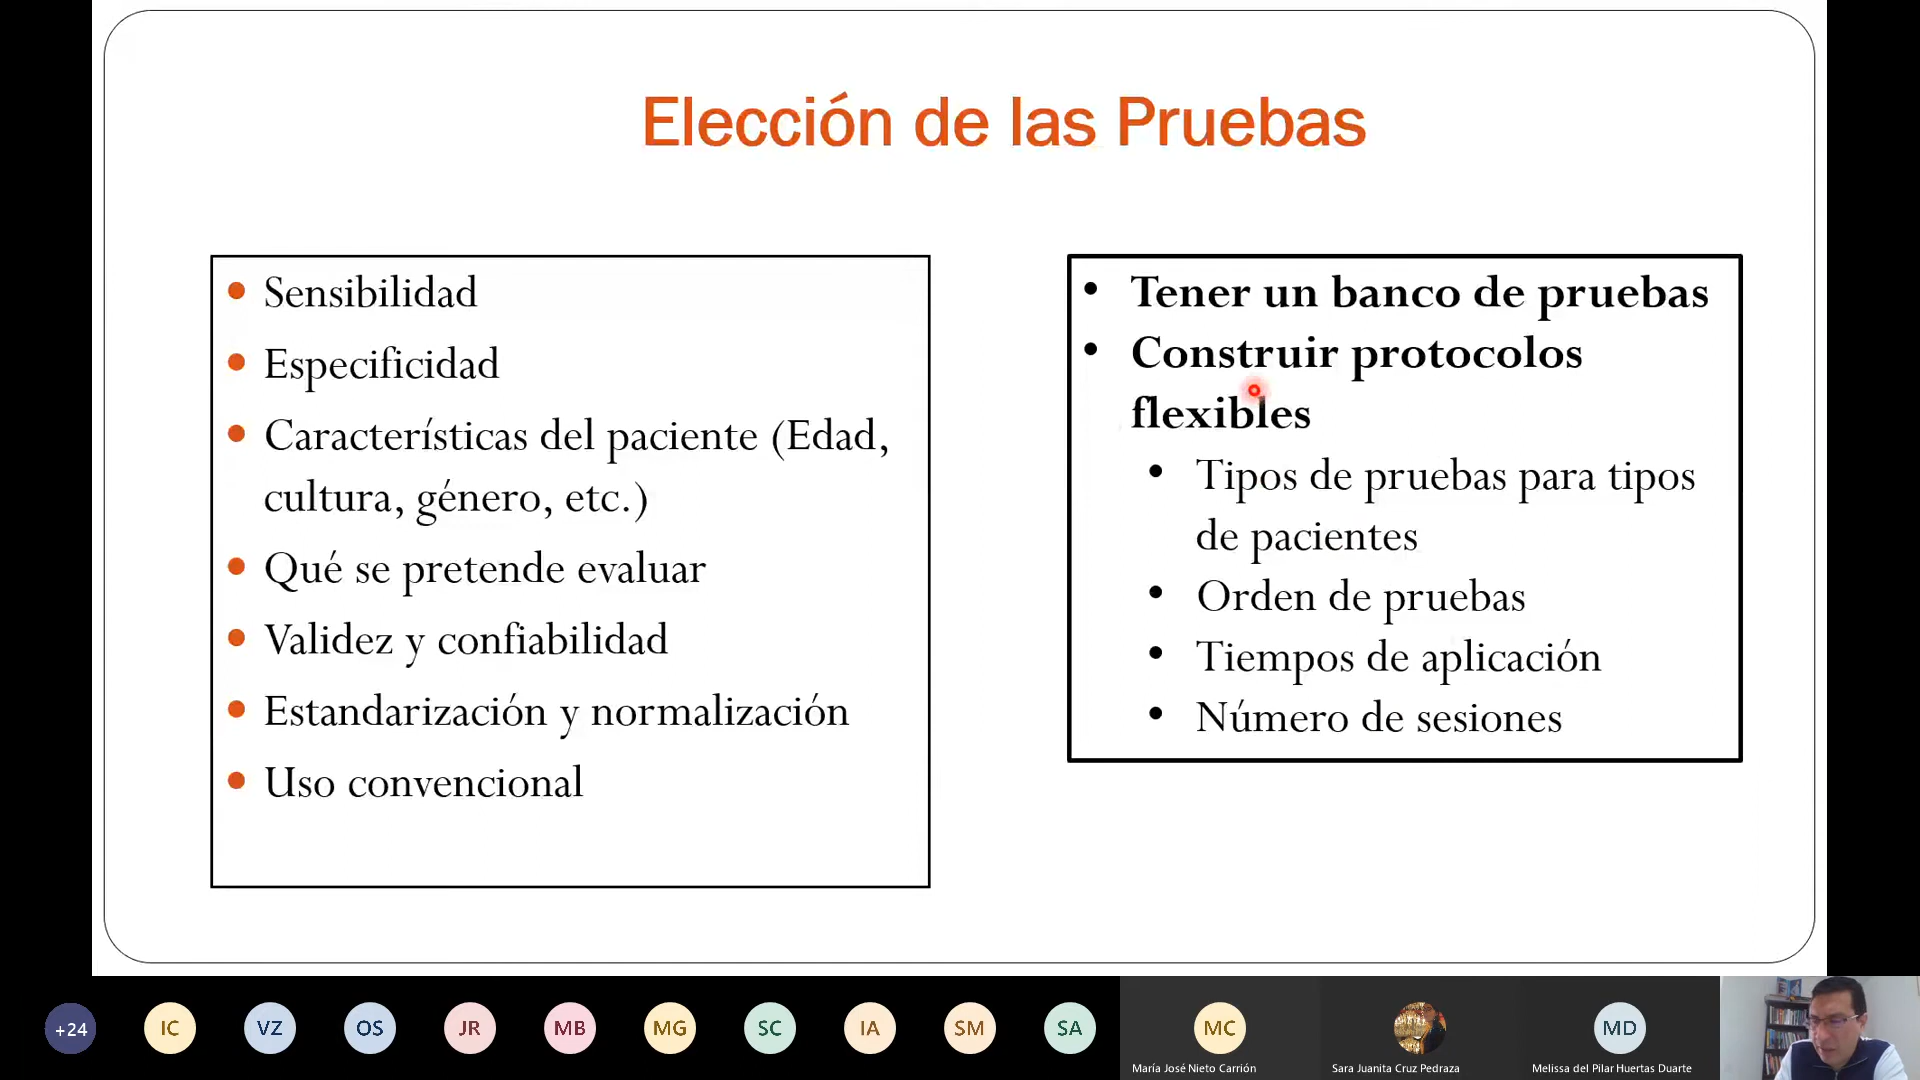 Elección de las Pruebas
Sensibilidad
Especificidad
Características del paciente (Edad,
cultura, género, etc.)
Qué se pretende evaluar
Validez y confiabilidad
Estandarización y normalización
Uso convencional
Tener un banco de pruebas
Construir protocolos
flexibles
Tipos de pruebas para tipos
de pacientes
Orden de pruebas
Tiempos de aplicación
Número de sesiones
+24
IC
VZ
OS
JR
MB
MG
SC
IA
SM
SA
MC
María José Nieto Carrión
Sara Juanita Cruz Pedraza
MD
Melissa del Pilar Huertas Duarte